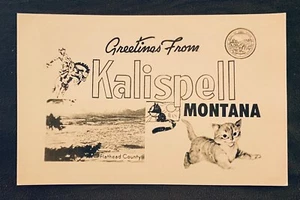 Greetings From
Kalispell
MONTANA
Flathead County